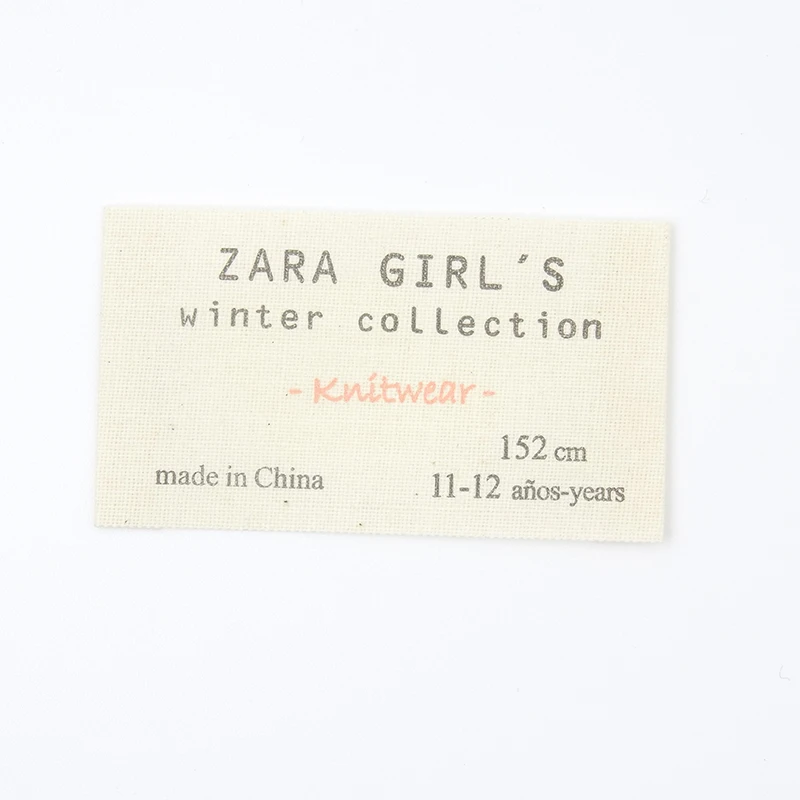 ZARA GIRL´S
winter collection
- Knitwear -
152 cm
made in China
11-12 años-years